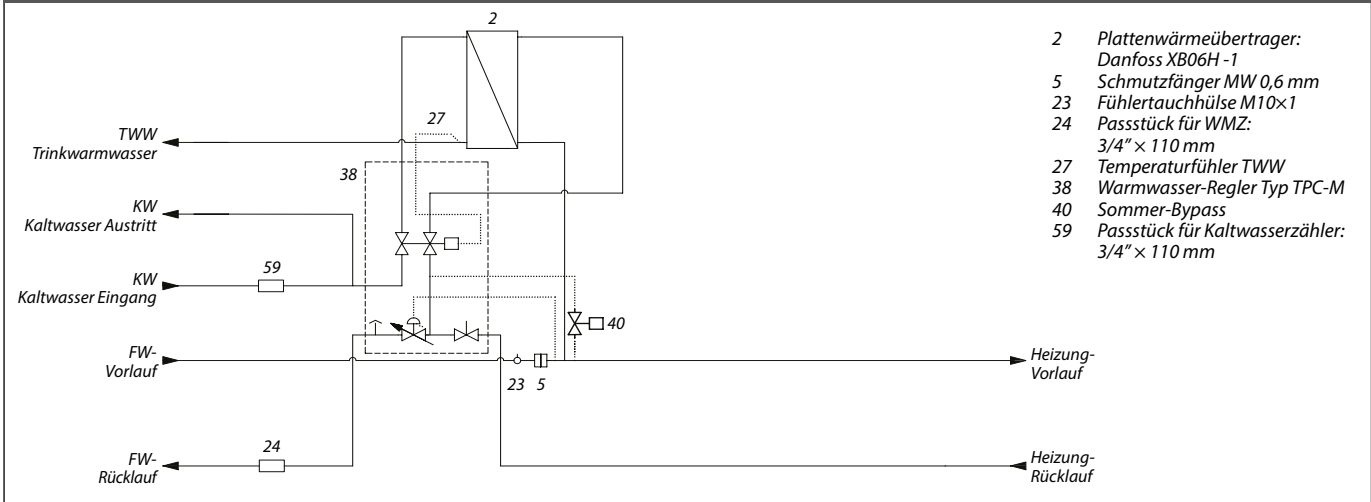 2
27
TWW
Trinkwarmwasser
38
KW
Kaltwasser Austritt
59
KW
Kaltwasser Eingang
40
FW-
Vorlauf
23 5
Heizung-
Vorlauf
24
FW-
Rücklauf
Heizung-
Rücklauf
2 Plattenwärmeübertrager:
Danfoss XB06H -1
5 Schmutzfänger MW 0,6 mm
23 Fühlertauchhülse M10×1
24 Passstück für WMZ:
3/4" × 110 mm
27 Temperaturfühler TWW
38 Warmwasser-Regler Typ TPC-M
40 Sommer-Bypass
59 Passstück für Kaltwasserzähler:
3/4" × 110 mm